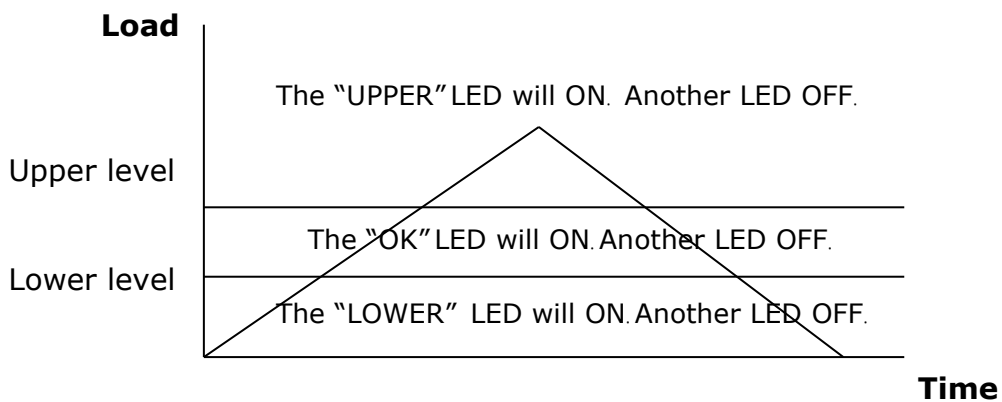 Load
The “UPPER” LED will ON. Another LED OFF.
Upper level
The “OK” LED will ON. Another LED OFF.
Lower level
The “LOWER” LED will ON. Another LED OFF.
Time